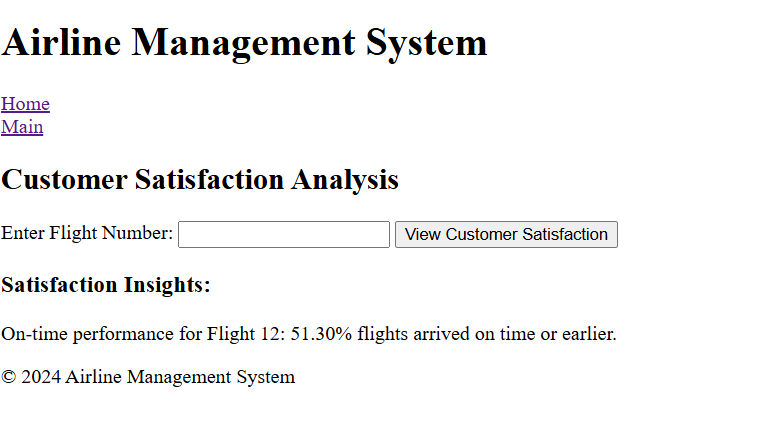 Airline Management System
Home
Main
Customer Satisfaction Analysis
Enter Flight Number: View Customer Satisfaction
Satisfaction Insights:
On-time performance for Flight 12: 51.30% flights arrived on time or earlier.
© 2024 Airline Management System